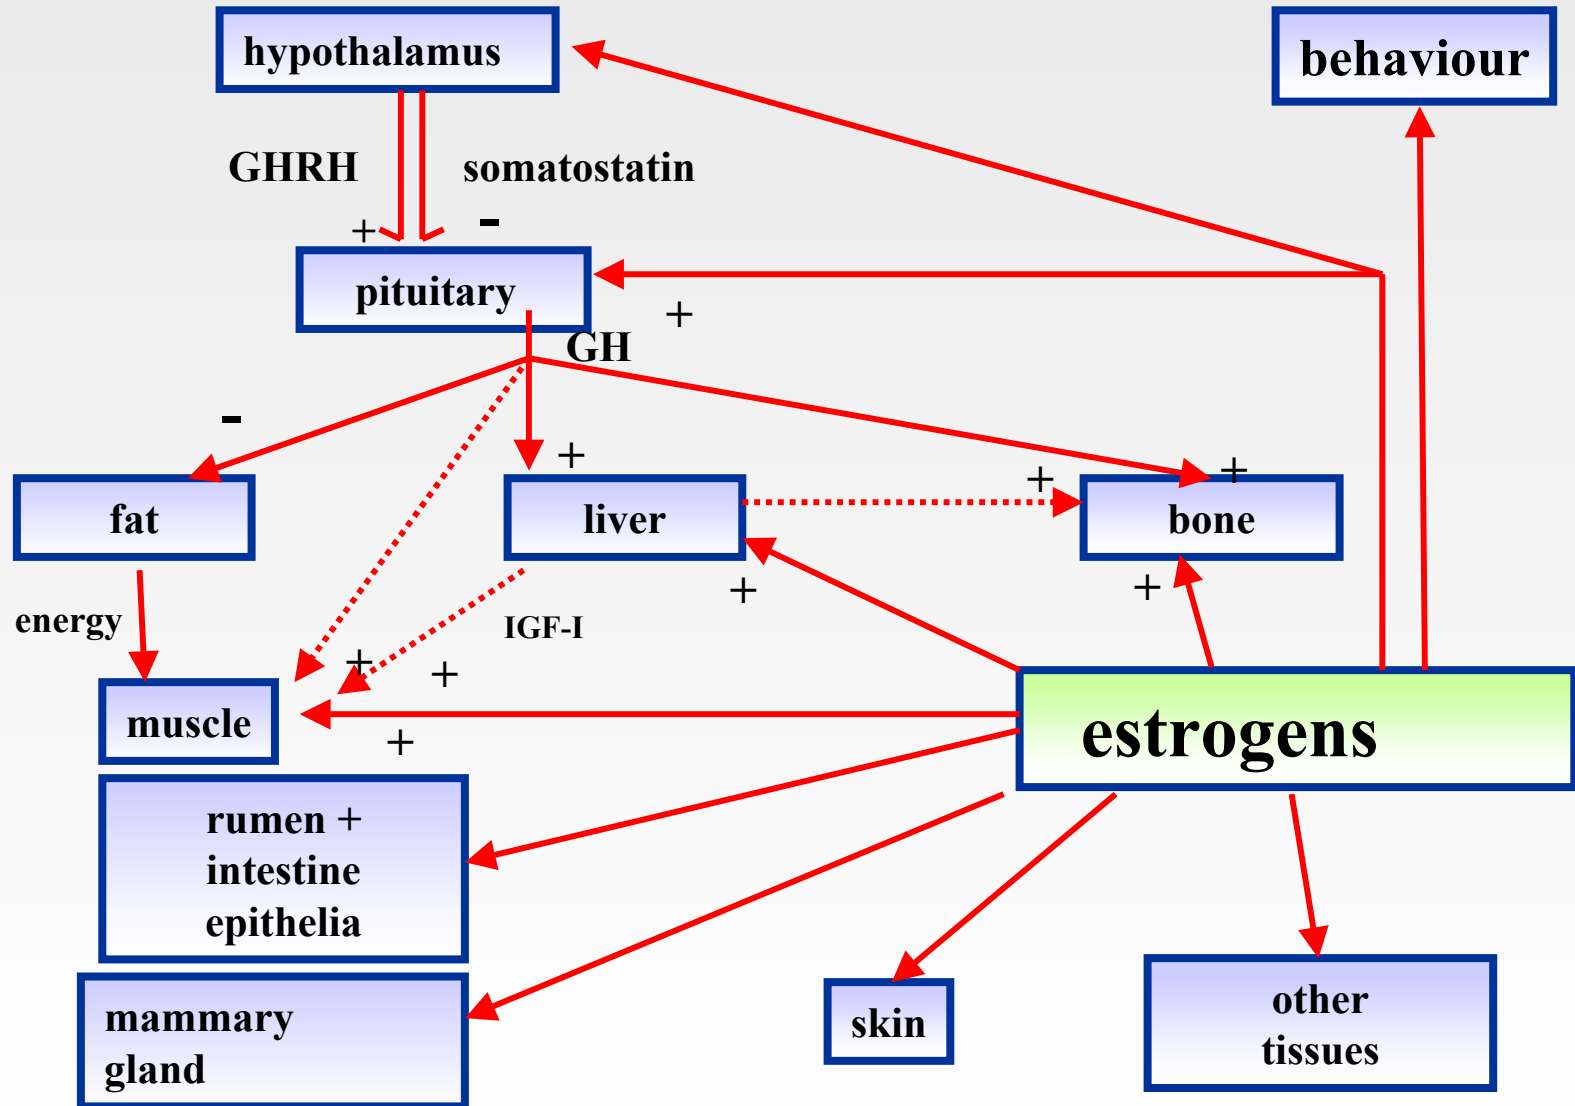 hypothalamus
behaviour
GHRH
somatostatin
+
-
pituitary
+
GH
-
+
+
+
fat
liver
bone
+
+
energy
IGF-I
+
+
muscle
+
estrogens
rumen +
intestine
epithelia
mammary
gland
skin
other
tissues